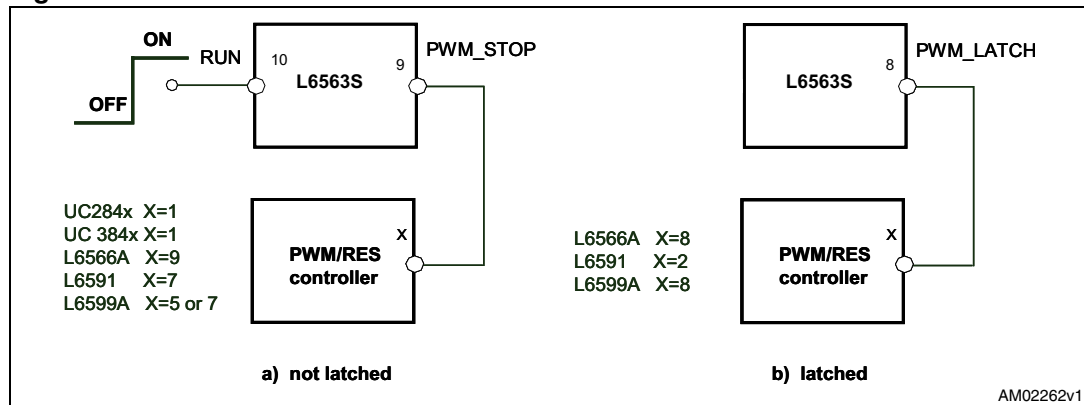 ON
RUN
OFF
10
9
L6563S
PWM_STOP
UC284x X=1
UC 384x X=1
L6566A X=9
L6591 X=7
L6599A X=5 or 7
X
PWM/RES
controller
a) not latched
8
L6563S
PWM_LATCH
L6566A X=8
L6591 X=2
L6599A X=8
X
PWM/RES
controller
b) latched
AM02262v1